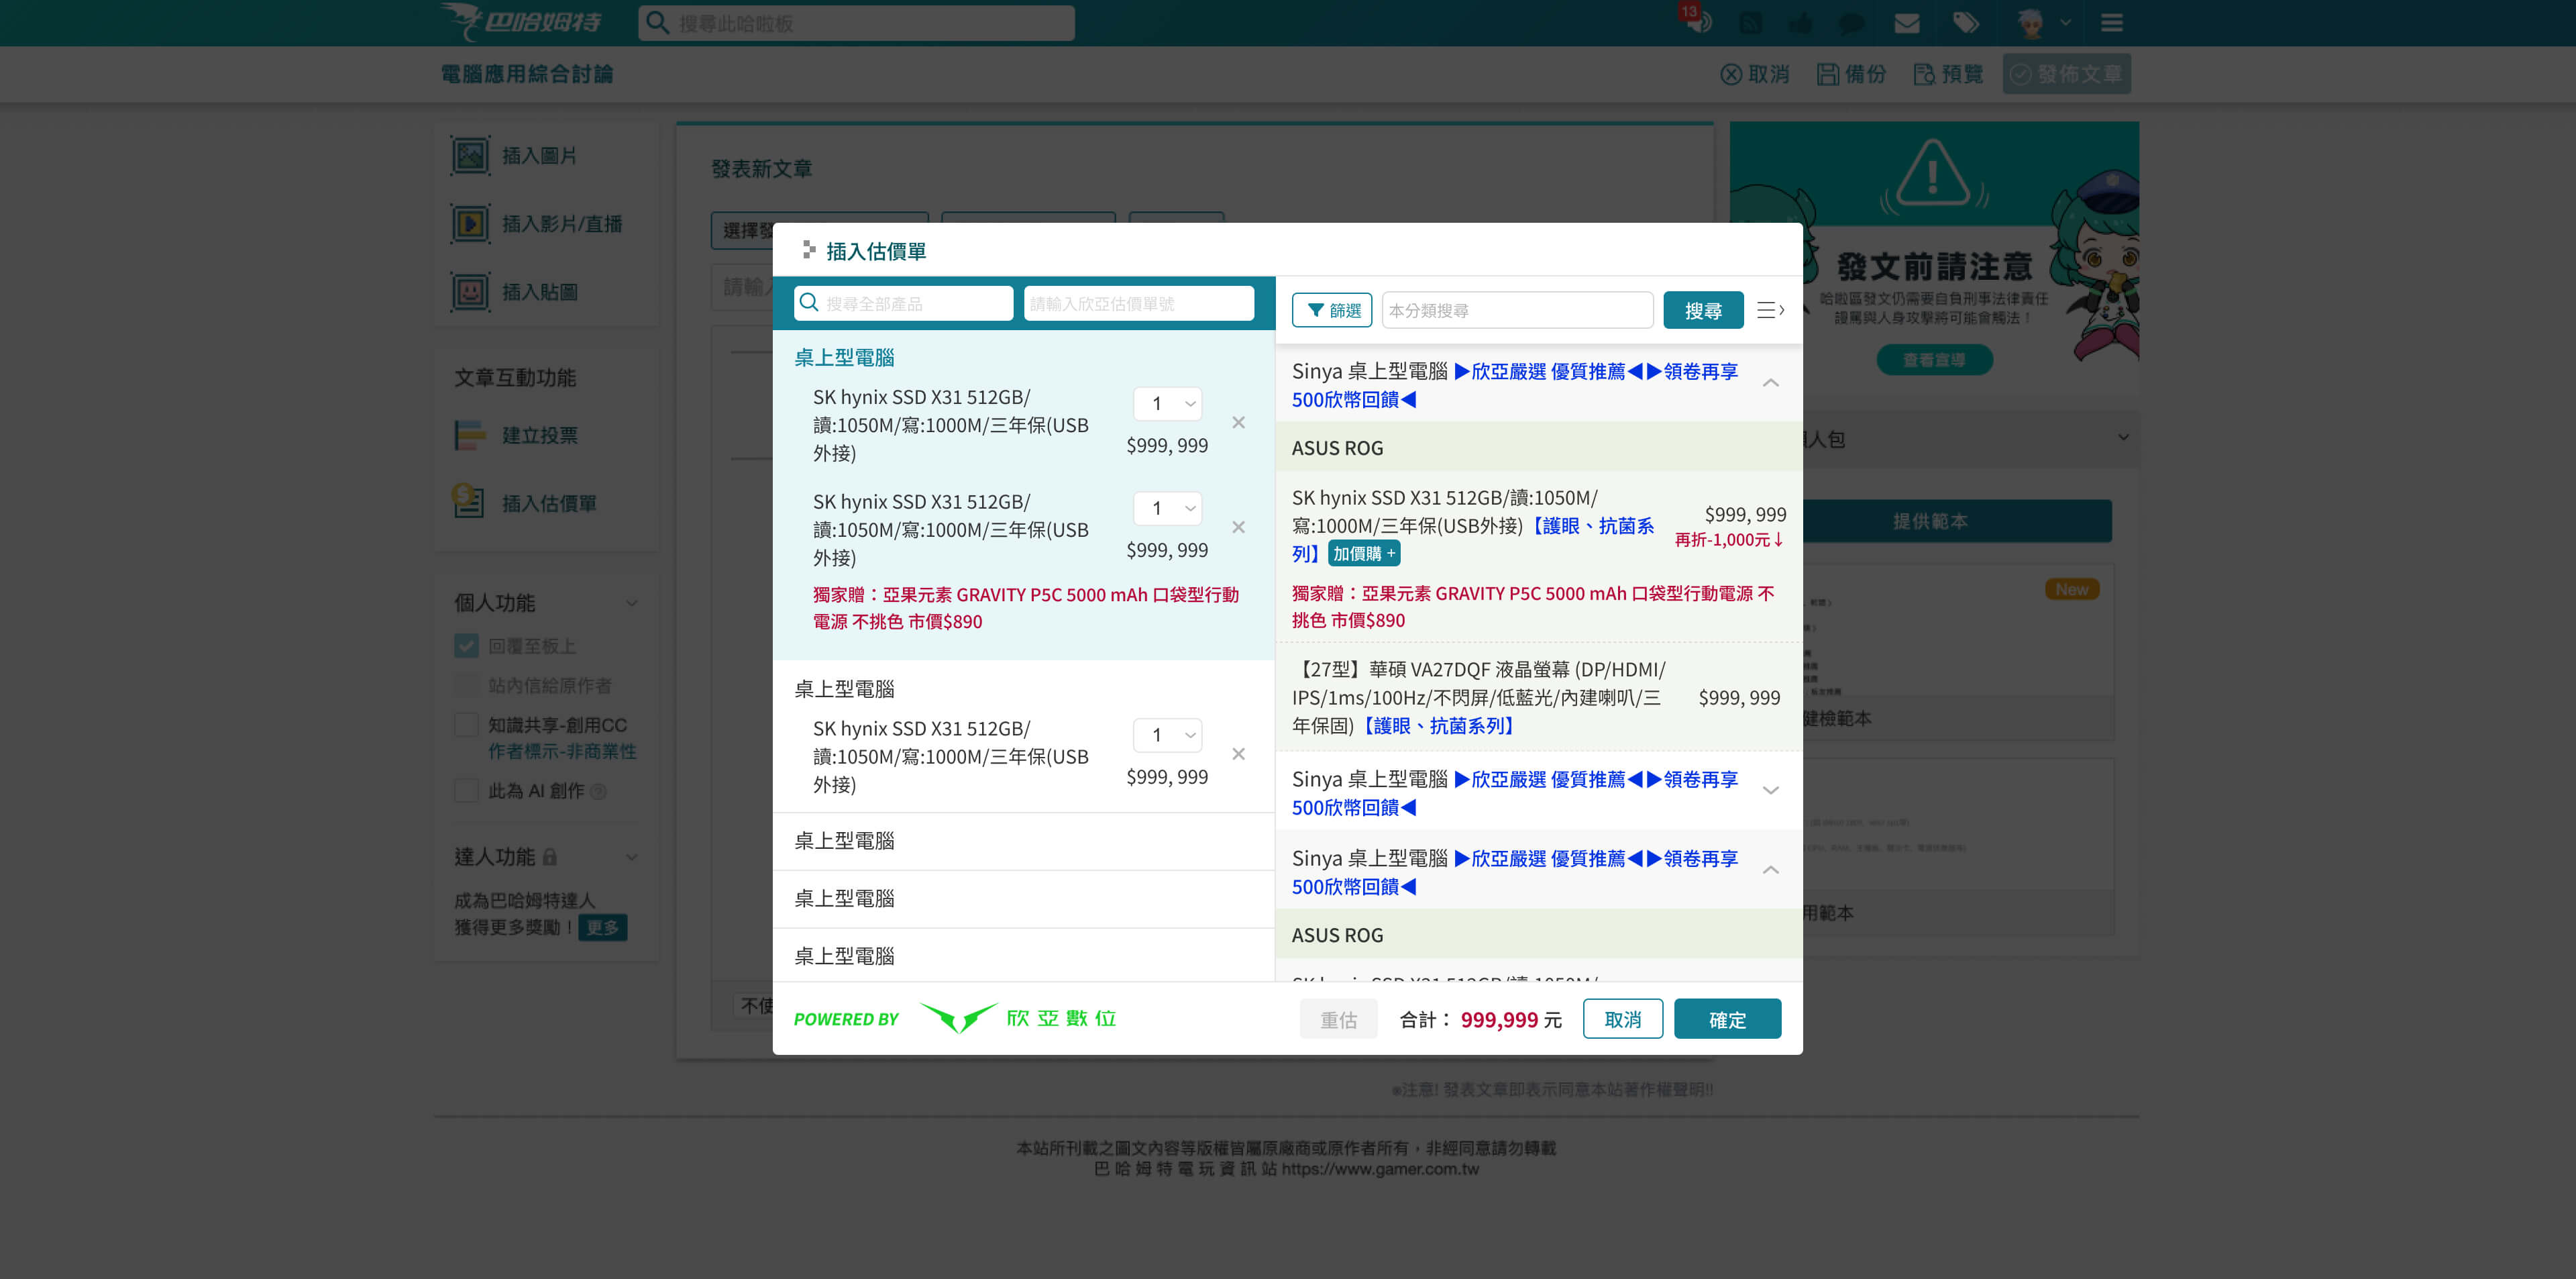 巴哈姆特
搜尋此哈啦板
13
電腦應用綜合討論
取消
備份
預覽
發佈文章
插入圖片
插入影片/直播
插入貼圖
文章互動功能
建立投票
插入估價單
個人功能
回覆至板上
站內信給原作者
知識共享-創用CC
作者標示-非商業性
此為 AI 創作
達人功能
成為巴哈姆特達人
獲得更多獎勵！ 更多
發表新文章
選擇發
請輸入
不使
插入估價單
搜尋全部產品
請輸入欣亞估價單號
桌上型電腦
SK hynix SSD X31 512GB/
讀:1050M/寫:1000M/三年保(USB
外接)
1
$999, 999
SK hynix SSD X31 512GB/
讀:1050M/寫:1000M/三年保(USB
外接)
1
$999, 999
獨家贈：亞果元素 GRAVITY P5C 5000 mAh 口袋型行動
電源 不挑色 市價$890
桌上型電腦
SK hynix SSD X31 512GB/
讀:1050M/寫:1000M/三年保(USB
外接)
1
$999, 999
桌上型電腦
桌上型電腦
桌上型電腦
篩選
本分類搜尋
搜尋
Sinya 桌上型電腦 ▶欣亞嚴選 優質推薦◀▶領卷再享
500欣幣回饋◀
ASUS ROG
SK hynix SSD X31 512GB/讀:1050M/
寫:1000M/三年保(USB外接)【護眼、抗菌系
列】 加價購 +
$999, 999
再折-1,000元↓
獨家贈：亞果元素 GRAVITY P5C 5000 mAh 口袋型行動電源 不
挑色 市價$890
【27型】華碩 VA27DQF 液晶螢幕 (DP/HDMI/
IPS/1ms/100Hz/不閃屏/低藍光/內建喇叭/三
年保固)【護眼、抗菌系列】
$999, 999
Sinya 桌上型電腦 ▶欣亞嚴選 優質推薦◀▶領卷再享
500欣幣回饋◀
Sinya 桌上型電腦 ▶欣亞嚴選 優質推薦◀▶領卷再享
500欣幣回饋◀
ASUS ROG
SK hynix SSD X31 512GB/讀:1050M/
POWERED BY 欣亞數位
重估
合計： 999,999 元
取消
確定
發文前請注意
哈啦區發文仍需要自負刑事法律責任
謾罵與人身攻擊將可能會觸法！
查看宣導
人包
提供範本
New
健檢範本
用範本
※注意! 發表文章即表示同意本站著作權聲明!!
本站所刊載之圖文內容等版權皆屬原廠商或原作者所有，非經同意請勿轉載
巴 哈 姆 特 電 玩 資 訊 站 https://www.gamer.com.tw